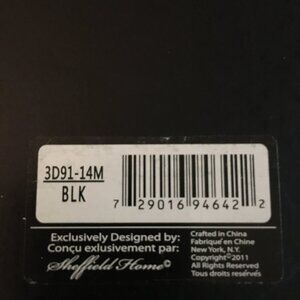 3D91-14M
BLK
7 29016 94642 2
Exclusively Designed by:
Conçu exlusivement par:
Sheffield Home®
Crafted in China
Fabriqué en Chine
New York, N.Y.
Copyright©2011
All Rights Reserved
Tous droits resetvés